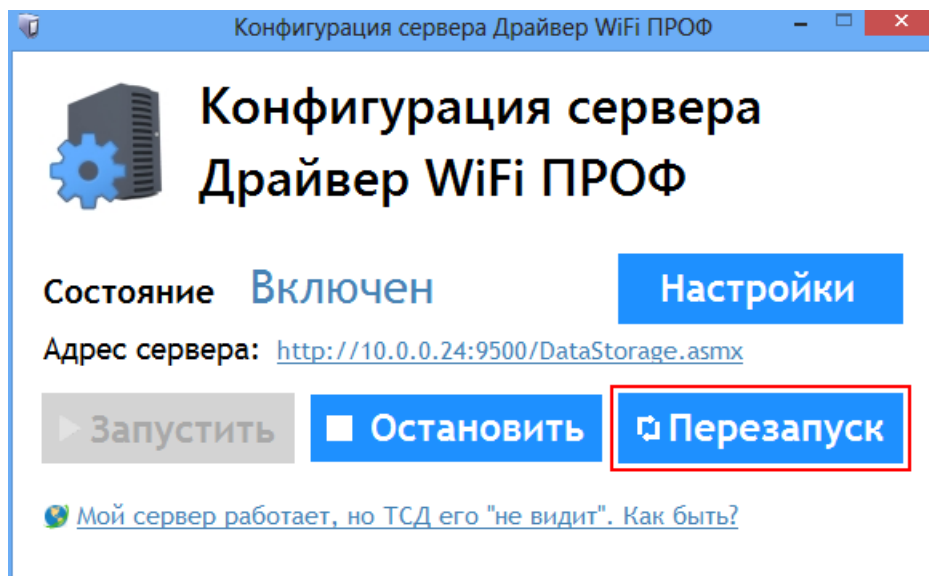 Конфигурация сервера Драйвер WiFi ПРОФ
Конфигурация сервера
Драйвер WiFi ПРОФ
Состояние Включен
Настройки
Адрес сервера: http://10.0.0.24:9500/DataStorage.asmx
Запустить Остановить Перезапуск
Мой сервер работает, но ТСД его "не видит". Как быть?